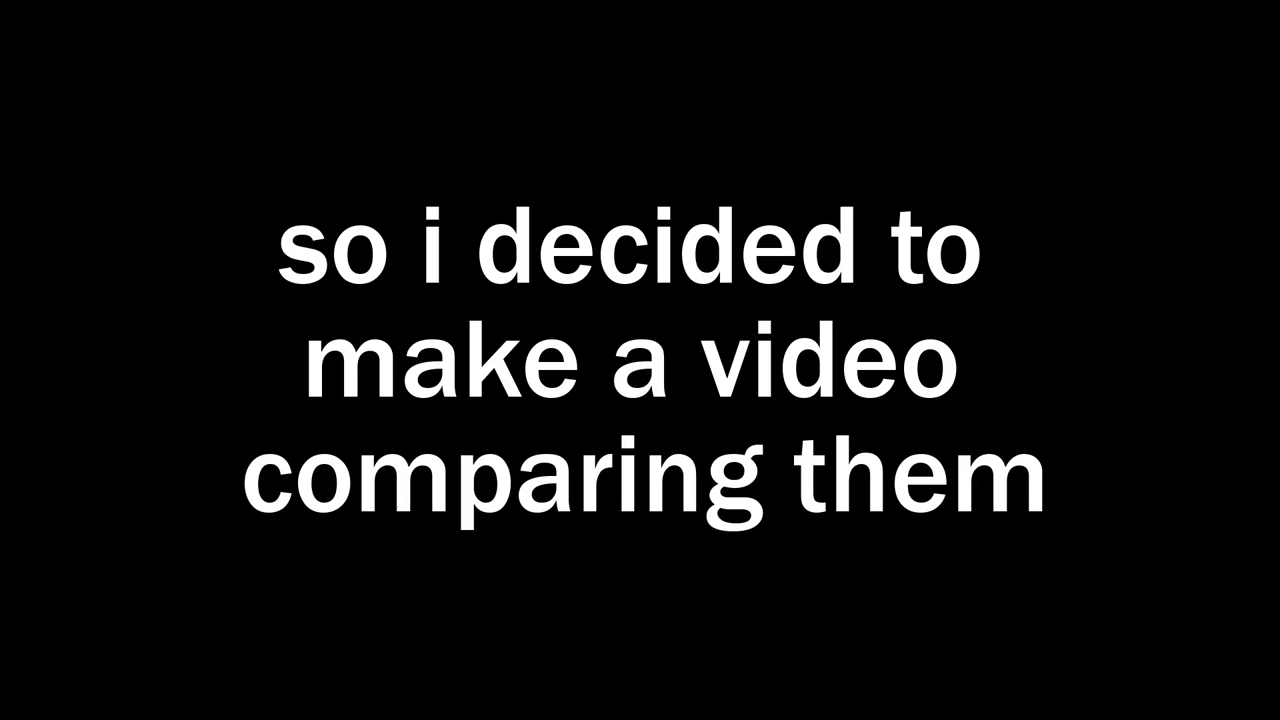 so i decided to
make a video
comparing them